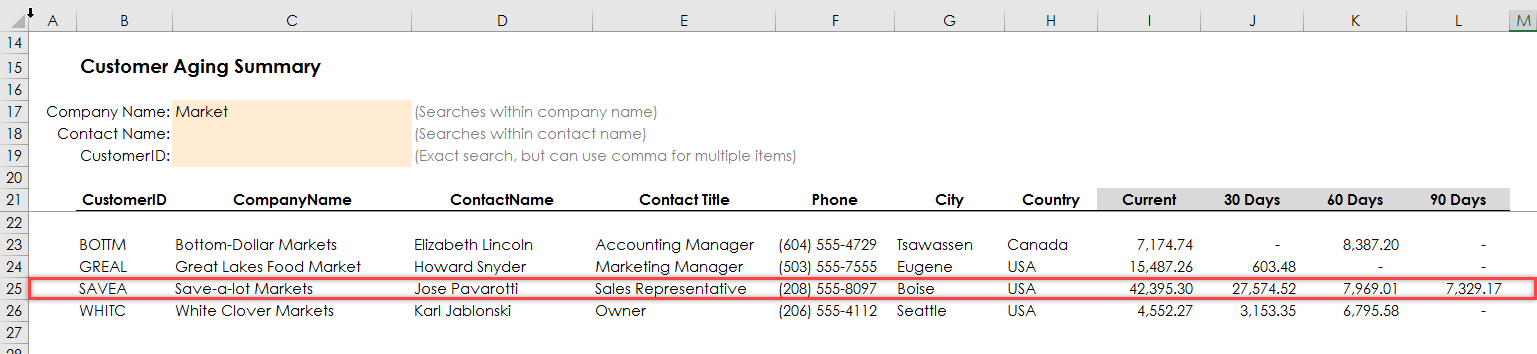 A B C D E F G H I J K L M
14
15 Customer Aging Summary
16
17 Company Name: Market (Searches within company name)
18 Contact Name: (Searches within contact name)
19 CustomerID: (Exact search, but can use comma for multiple items)
20
21 CustomerID CompanyName ContactName Contact Title Phone City Country Current 30 Days 60 Days 90 Days
22
23 BOTTM Bottom-Dollar Markets Elizabeth Lincoln Accounting Manager (604) 555-4729 Tsawassen Canada 7,174.74 - 8,387.20 -
24 GREAL Great Lakes Food Market Howard Snyder Marketing Manager (503) 555-7555 Eugene USA 15,487.26 603.48 - -
25 SAVEA Save-a-lot Markets Jose Pavarotti Sales Representative (208) 555-8097 Boise USA 42,395.30 27,574.52 7,969.01 7,329.17
26 WHITC White Clover Markets Karl Jablonski Owner (206) 555-4112 Seattle USA 4,552.27 3,153.35 6,795.58 -
27